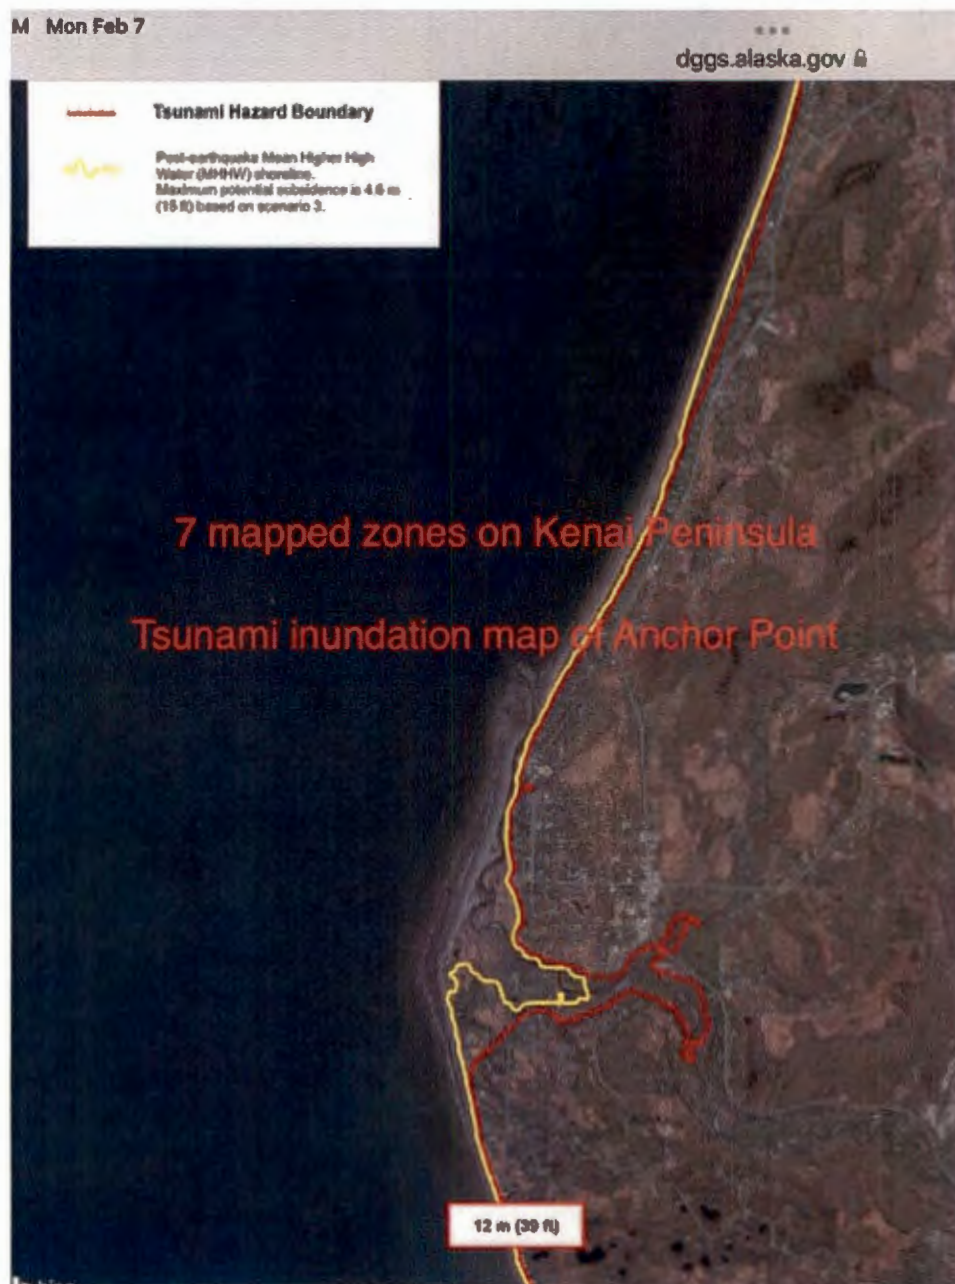 M Mon Feb 7
dggs.alaska.gov
Tsunami Hazard Boundary
Post-earthquake Mean Higher High
Water (MHHW) shoreline.
Maximum potential subsidence is 4.6 m
(15 ft) based on scenario 3.
7 mapped zones on Kenai Peninsula
Tsunami inundation map of Anchor Point
12 m (39 ft)